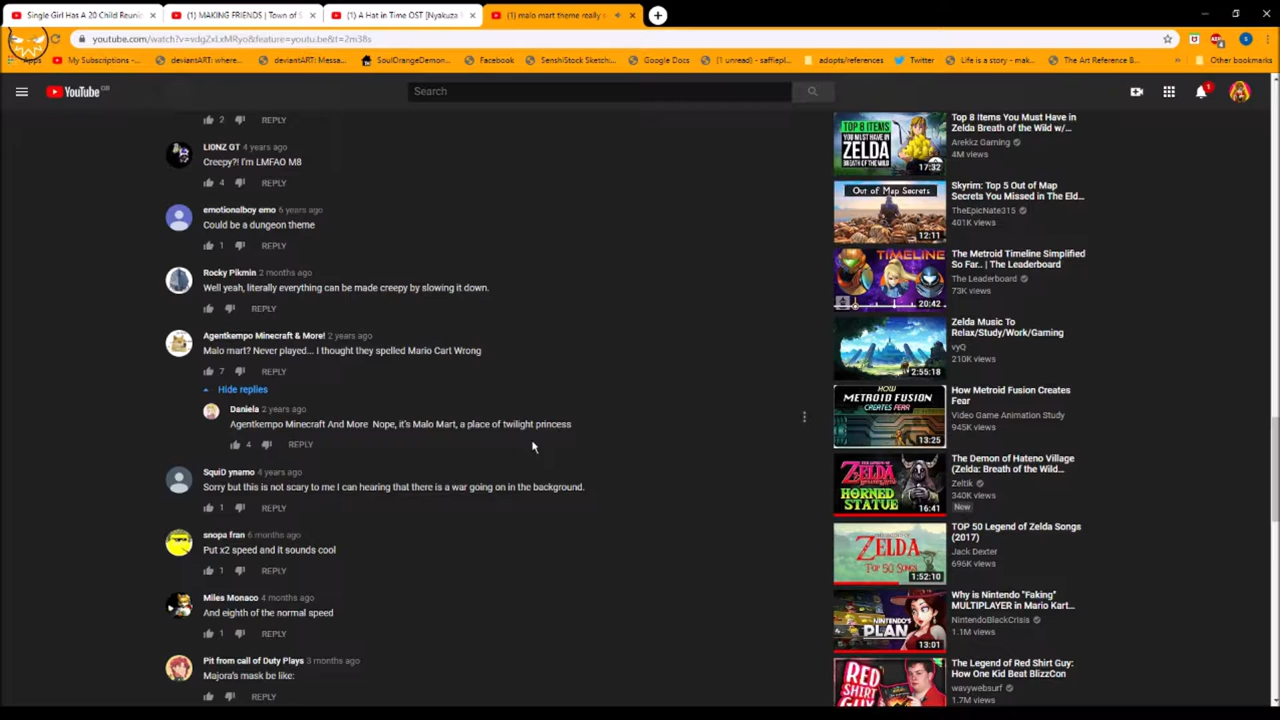 Single Girl Has A 20 Child Reuni
(1) MAKING FRIENDS | Town of S
(1) A Hat in Time OST [Nyakuza
(1) malo mart theme really s
youtube.com/watch?v=vdgZxLxMRyo&feature=youtu.be&t=2m38s
Apps
My Subscriptions -...
deviantART: where...
deviantART: Messa...
SoulOrangeDemon...
Facebook
SenshiStock Sketch:...
Google Docs
(1 unread) - saffiepl...
adopts/references
Twitter
Life is a story - mak...
The Art Reference B...
»
Other bookmarks
YouTube GB
Search
1
2
REPLY
LIONZ GT 4 years ago
Creepy?! I'm LMFAO M8
4
REPLY
emotionalboy emo 6 years ago
Could be a dungeon theme
1
REPLY
Rocky Pikmin 2 months ago
Well yeah, literally everything can be made creepy by slowing it down.
REPLY
Agentkempo Minecraft & More! 2 years ago
Malo mart? Never played... I thought they spelled Mario Cart Wrong
7
REPLY
Hide replies
Daniela 2 years ago
Agentkempo Minecraft And More Nope, it's Malo Mart, a place of twilight princess
4
REPLY
SquiD ynamo 4 years ago
Sorry but this is not scary to me I can hearing that there is a war going on in the background.
1
REPLY
snopa fran 6 months ago
Put x2 speed and it sounds cool
1
REPLY
Miles Monaco 4 months ago
And eighth of the normal speed
1
REPLY
Pit from call of Duty Plays 3 months ago
Majora's mask be like:
REPLY
TOP 8 ITEMS
YOU MUST HAVE IN
ZELDA
BREATH OF THE WILD
17:32
Top 8 Items You Must Have in
Zelda Breath of the Wild w/...
Arekkz Gaming
4M views
Out of Map Secrets
12:11
Skyrim: Top 5 Out of Map
Secrets You Missed in The Eld...
TheEpicNate315
401K views
TIMELINE
20:42
The Metroid Timeline Simplified
So Far.. | The Leaderboard
The Leaderboard
73K views
2:55:18
Zelda Music To
Relax/Study/Work/Gaming
vyQ
210K views
HOW
METROID FUSION
CREATES FEAR
13:25
How Metroid Fusion Creates
Fear
Video Game Animation Study
945K views
THE LEGEND OF
ZELDA
HORNED
STATUE
16:41
The Demon of Hateno Village
(Zelda: Breath of the Wild...
Zeltik
340K views
New
THE LEGEND OF
ZELDA
TOP 50 SONGS
1:52:10
TOP 50 Legend of Zelda Songs
(2017)
Jack Dexter
696K views
NINTENDO'S
PLAN
13:01
Why is Nintendo "Faking"
MULTIPLAYER in Mario Kart...
NintendoBlackCrisis
1.1M views
RED
SHIRT
GUY
The Legend of Red Shirt Guy:
How One Kid Beat BlizzCon
wavywebsurf
1.7M views